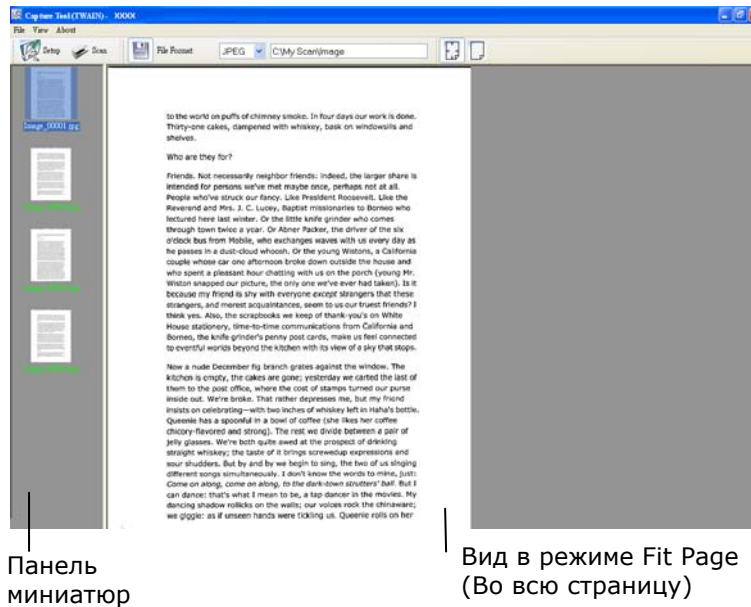 Capture Tool (TWAIN) - XXXX
File View About
Setup Scan File Format JPEG C:\My Scan\Image
Image_00001.jpg
to the world on puffs of chimney smoke. In four days our work is done.
Thirty-one cakes, dampened with whiskey, bask on windowsills and
shelves.
Who are they for?
Friends. Not necessarily neighbor friends: indeed, the larger share is
intended for persons we've met maybe once, perhaps not at all.
People who've struck our fancy. Like President Roosevelt. Like the
Reverend and Mrs. J. C. Lucey, Baptist missionaries to Borneo who
lectured here last winter. Or the little knife grinder who comes
through town twice a year. Or Abner Packer, the driver of the six
o'clock bus from Mobile, who exchanges waves with us every day as
he passes in a dust-cloud whoosh. Or the young Wistons, a California
couple whose car one afternoon broke down outside the house and
who spent a pleasant hour chatting with us on the porch (young Mr.
Wiston snapped our picture, the only one we've ever had taken). Is it
because my friend is shy with everyone except strangers that these
strangers, and merest acquaintances, seem to us our truest friends? I
think yes. Also, the scrapbooks we keep of thank-you's on White
House stationery, time-to-time communications from California and
Borneo, the knife grinder's penny post cards, make us feel connected
to eventful worlds beyond the kitchen with its view of a sky that stops.
Now a nude December fig branch grates against the window. The
kitchen is empty, the cakes are gone; yesterday we carted the last of
them to the post office, where the cost of stamps turned our purse
inside out. We're broke. That rather depresses me, but my friend
insists on celebrating—with two inches of whiskey left in Haha's bottle.
Queenie has a spoonful in a bowl of coffee (she likes her coffee
chicory-flavored and strong). The rest we divide between a pair of
jelly glasses. We're both quite awed at the prospect of drinking
straight whiskey; the taste of it brings screwedup expressions and
sour shudders. But by and by we begin to sing, the two of us singing
different songs simultaneously. I don't know the words to mine, just:
Come on along, come on along, to the dark-town strutters' ball. But I
can dance: that's what I mean to be, a tap dancer in the movies. My
dancing shadow rollicks on the walls; our voices rock the chinaware;
we giggle: as if unseen hands were tickling us. Queenie rolls on her
Панель
миниатюр
Вид в режиме Fit Page
(Во всю страницу)